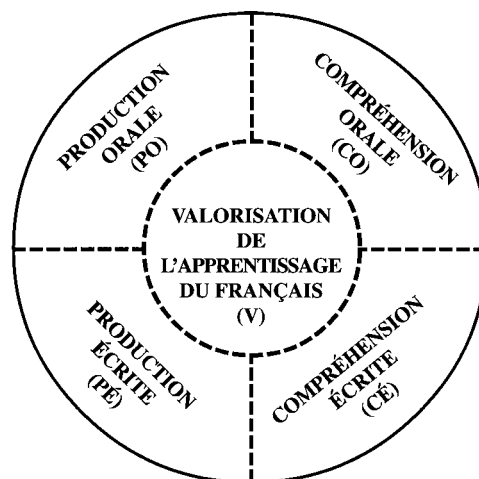 PRODUCTION
ORALE
(PO)
COMPRÉHENSION
ORALE
(CO)
VALORISATION
DE
L'APPRENTISSAGE
DU FRANÇAIS
(V)
PRODUCTION
ÉCRITE
(PÉ)
COMPRÉHENSION
ÉCRITE
(CÉ)